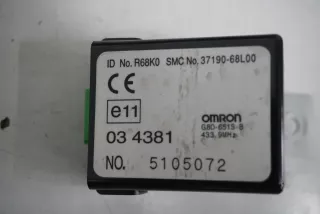 ID No.R68K0 SMC No.37190-68L00
CE
e11
OMRON
G8D-651S-B
433.9MHz
03 4381
NO. 5105072